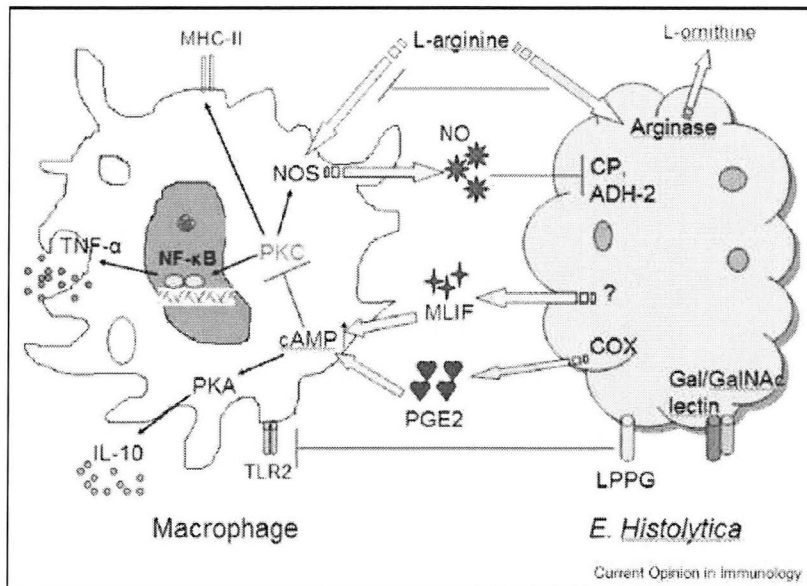 MHC-II
L-arginine
L-ornithine
Arginase
NO
NOS
CP,
ADH-2
TNF-α
NF-κB
PKC
MLIF
?
cAMP
COX
PKA
PGE2
Gal/GalNAc
lectin
IL-10
TLR2
LPPG
Macrophage
E. Histolytica
Current Opinion in Immunology